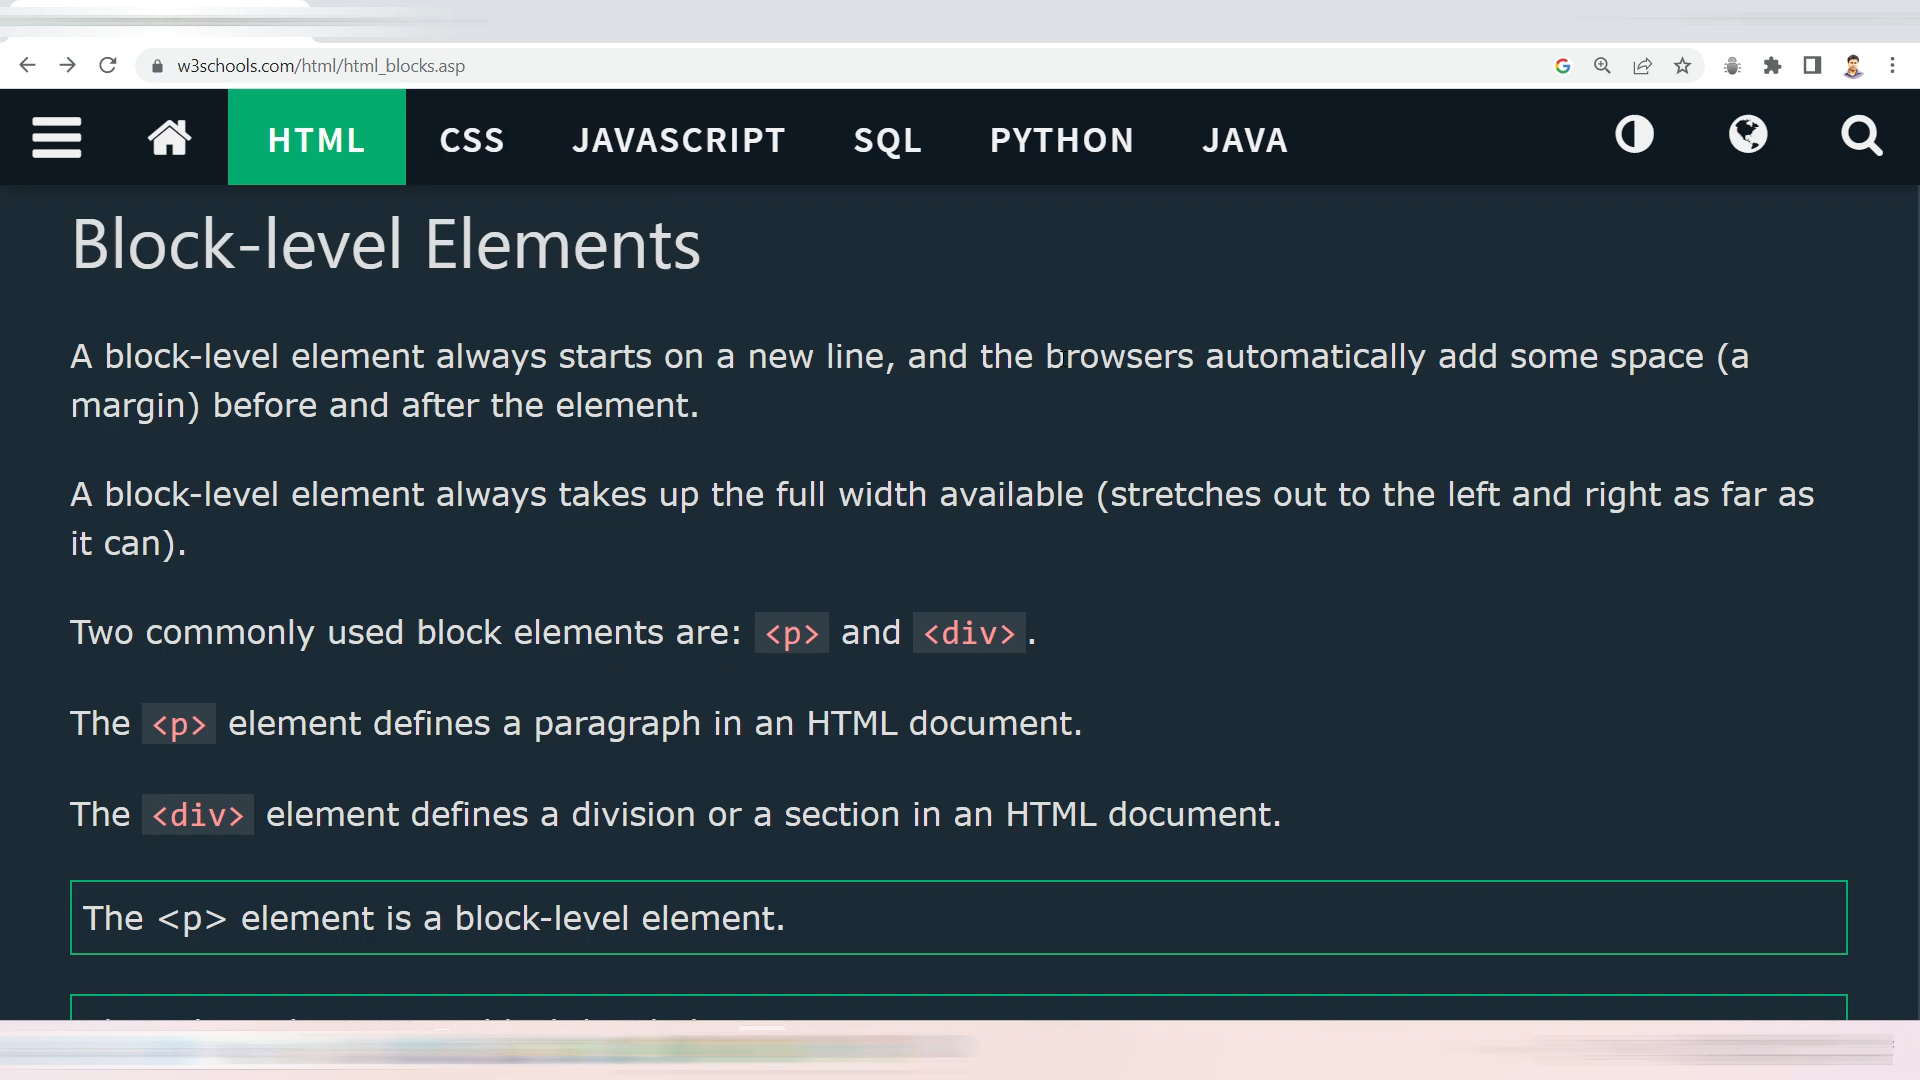 w3schools.com/html/html_blocks.asp
HTML CSS JAVASCRIPT SQL PYTHON JAVA
Block-level Elements
A block-level element always starts on a new line, and the browsers automatically add some space (a
margin) before and after the element.
A block-level element always takes up the full width available (stretches out to the left and right as far as
it can).
Two commonly used block elements are: <p> and <div>.
The <p> element defines a paragraph in an HTML document.
The <div> element defines a division or a section in an HTML document.
The <p> element is a block-level element.